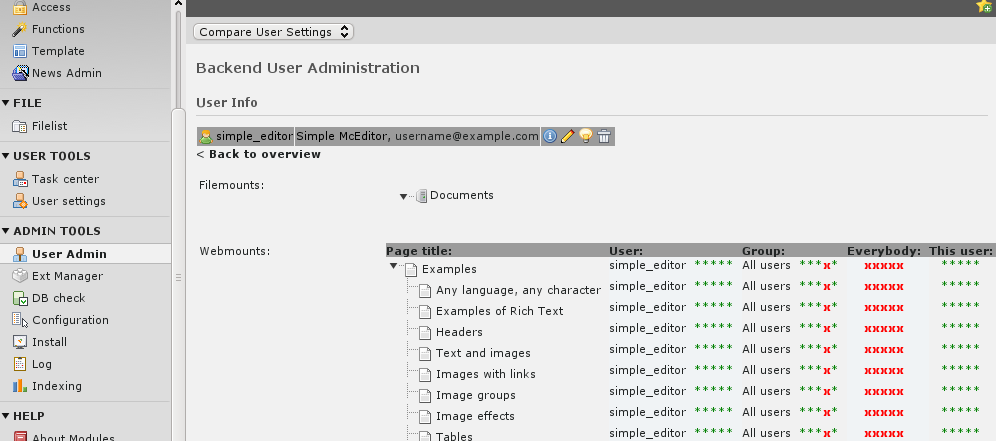 Access
Functions
Template
News Admin
FILE
Filelist
USER TOOLS
Task center
User settings
ADMIN TOOLS
User Admin
Ext Manager
DB check
Configuration
Install
Log
Indexing
HELP
About Modules
Compare User Settings
Backend User Administration
User Info
simple_editor Simple McEditor, username@example.com
< Back to overview
Filemounts:
Documents
Webmounts:
Page title: User: Group: Everybody: This user:
Examples simple_editor ***** All users ***x* xxxxx *****
Any language, any character simple_editor ***** All users ***x* xxxxx *****
Examples of Rich Text simple_editor ***** All users ***x* xxxxx *****
Headers simple_editor ***** All users ***x* xxxxx *****
Text and images simple_editor ***** All users ***x* xxxxx *****
Images with links simple_editor ***** All users ***x* xxxxx *****
Image groups simple_editor ***** All users ***x* xxxxx *****
Image effects simple_editor ***** All users ***x* xxxxx *****
Tables simple_editor ***** All users ***x* xxxxx *****